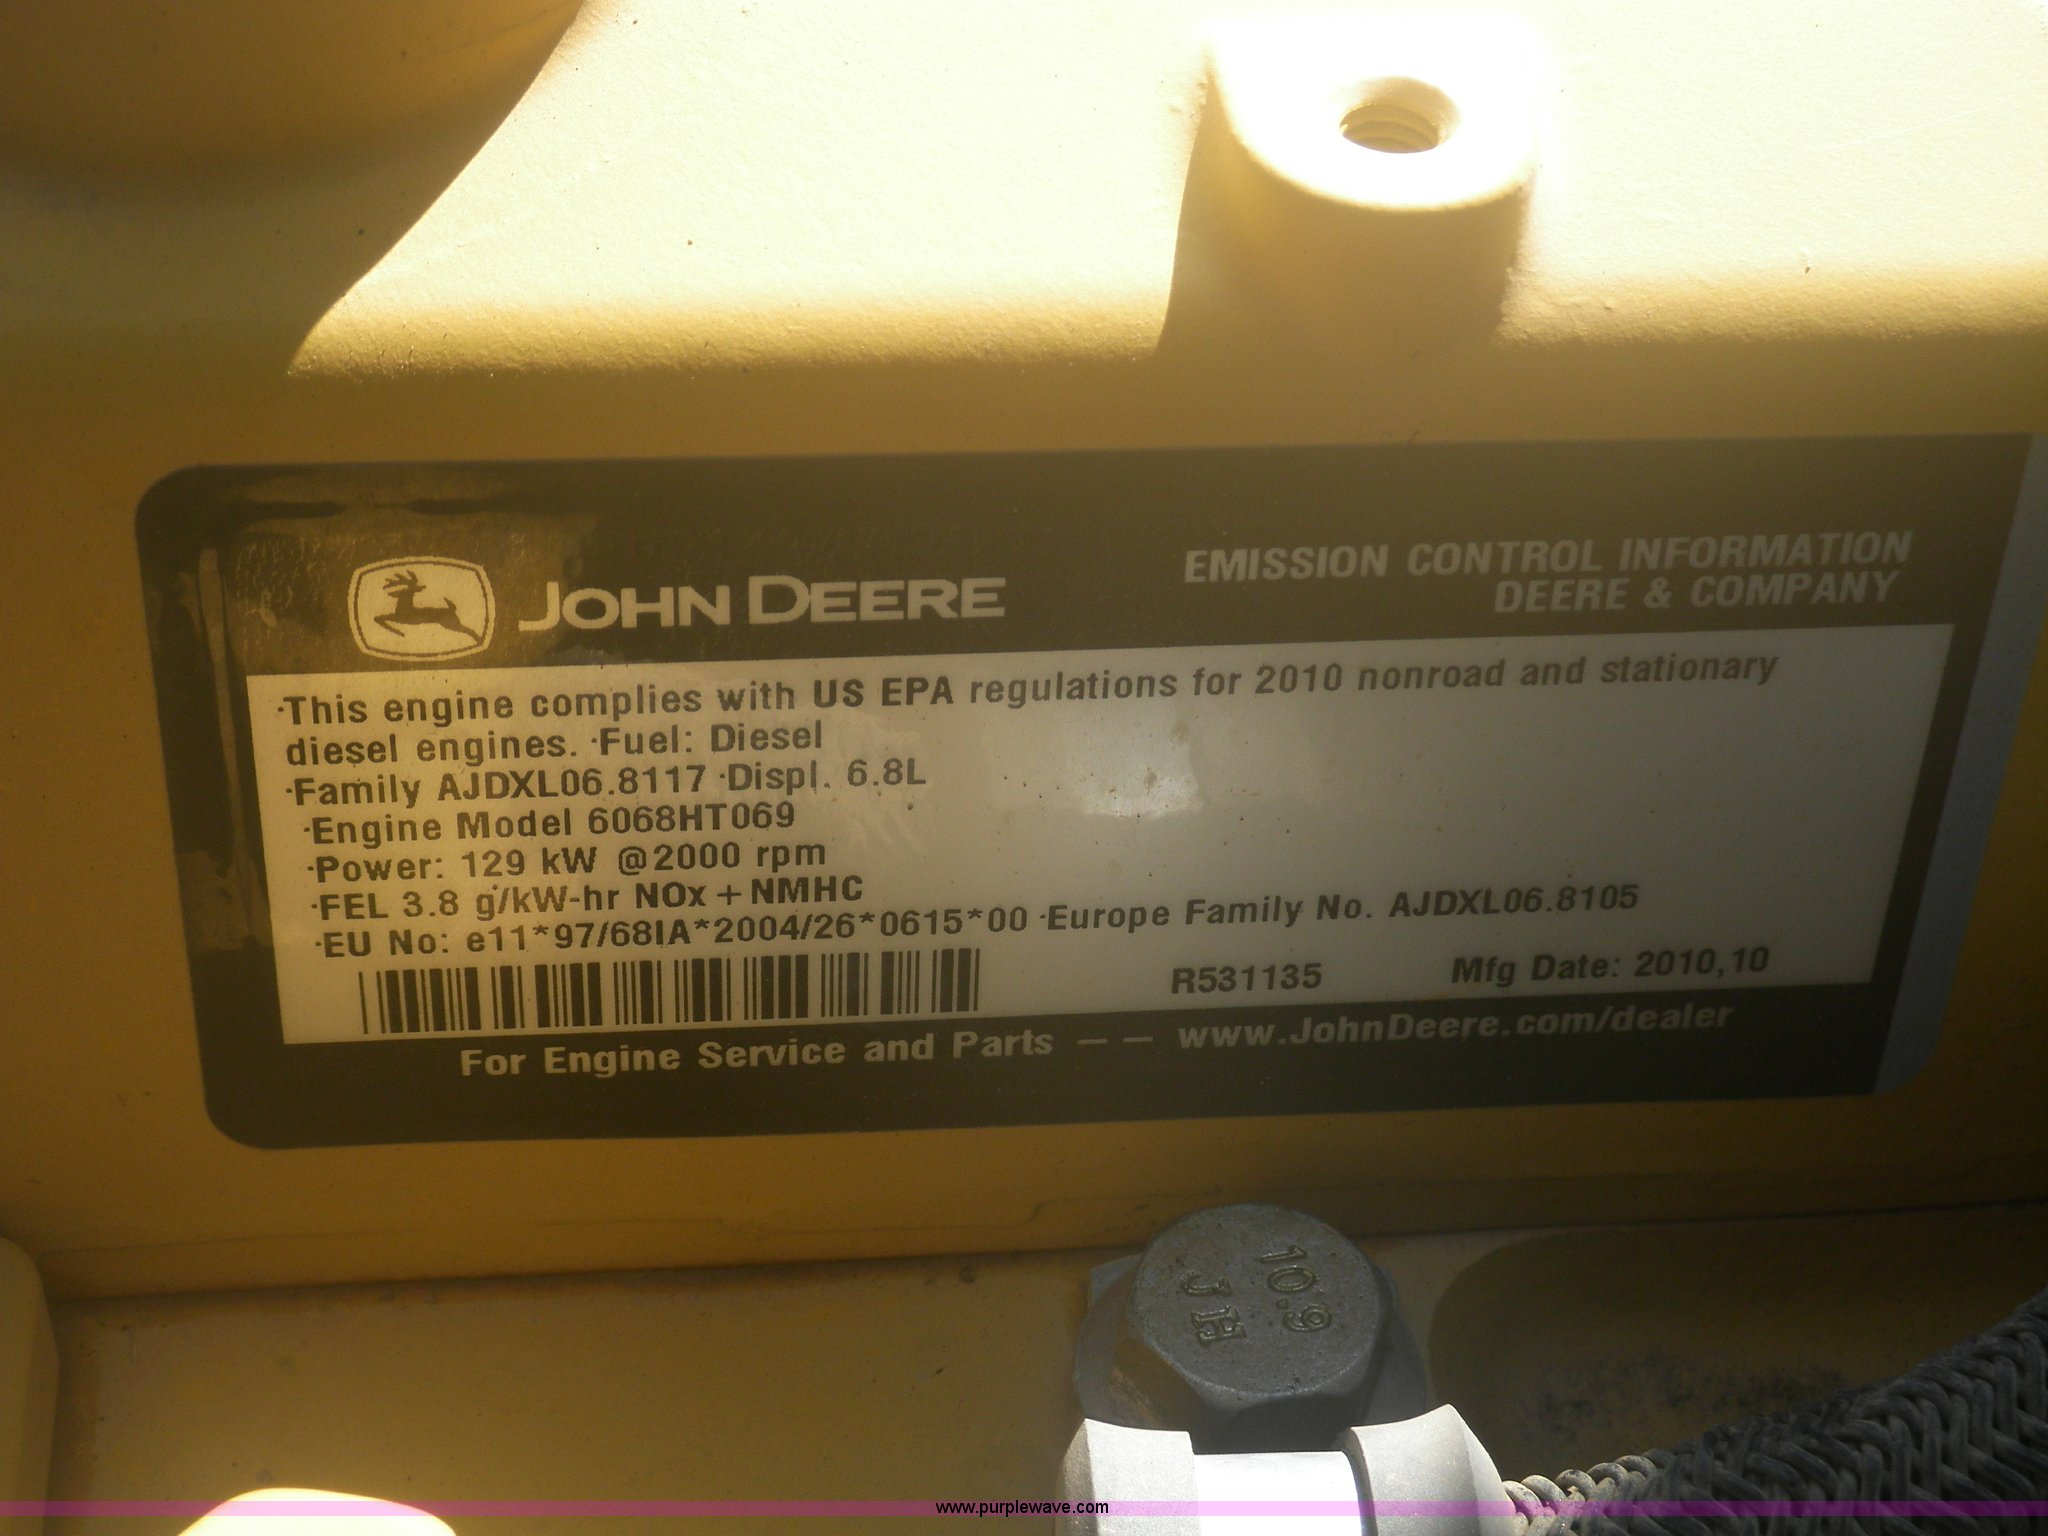 JOHN DEERE
EMISSION CONTROL INFORMATION
DEERE & COMPANY
·This engine complies with US EPA regulations for 2010 nonroad and stationary
diesel engines. ·Fuel: Diesel
·Family AJDXL06.8117 ·Displ. 6.8L
·Engine Model 6068HT069
·Power: 129 kW @2000 rpm
·FEL 3.8 g/kW-hr NOx + NMHC
·EU No: e11*97/68IA*2004/26*0615*00 ·Europe Family No. AJDXL06.8105
R531135 Mfg Date: 2010,10
For Engine Service and Parts — — www.JohnDeere.com/dealer
10.9
JH
www.purplewave.com